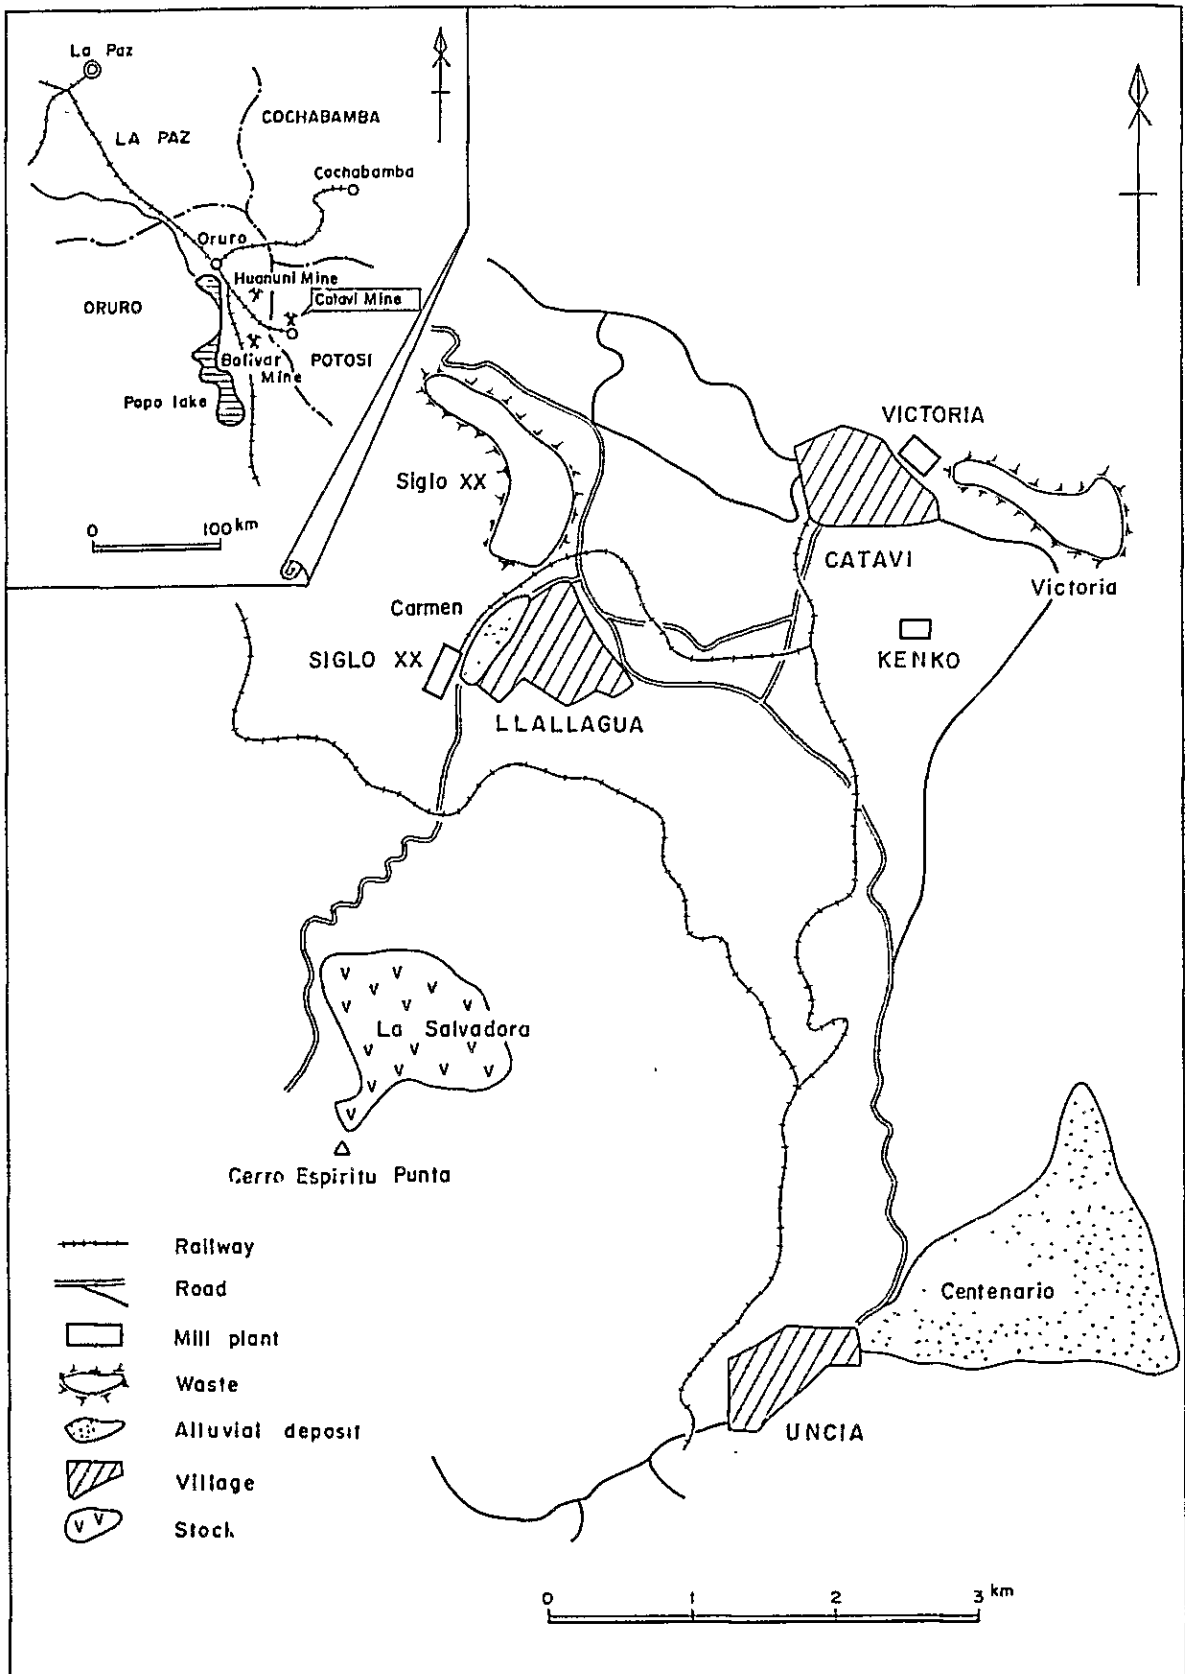 La Paz
COCHABAMBA
LA PAZ
Cochabamba
Oruro
Huanuni Mine
Catavi Mine
ORURO
Bolivar
Mine
POTOSI
Popo lake
0 100 km
VICTORIA
Siglo XX
CATAVI
Victoria
Carmen
KENKO
SIGLO XX
LLALLAGUA
La Salvadora
Cerro Espiritu Punta
Railway
Road
Centenario
Mill plant
Waste
Alluvial deposit
UNCIA
Village
Stock
0 1 2 3 km